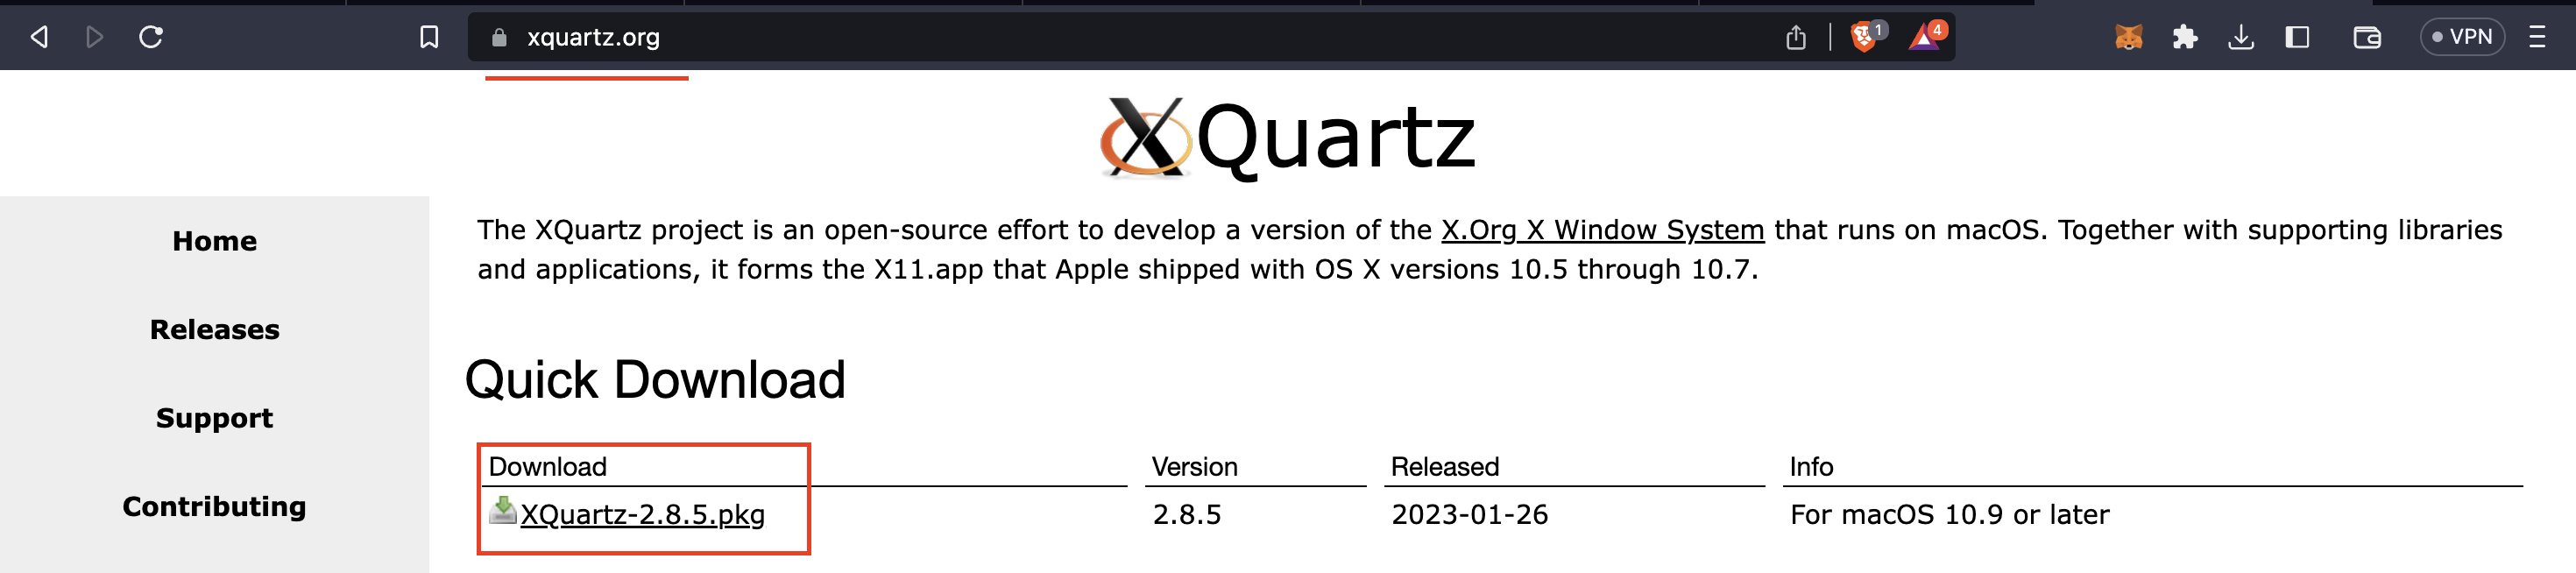 xquartz.org
1
4
VPN
XQuartz
Home
Releases
Support
Contributing
The XQuartz project is an open-source effort to develop a version of the X.Org X Window System that runs on macOS. Together with supporting libraries
and applications, it forms the X11.app that Apple shipped with OS X versions 10.5 through 10.7.
Quick Download
Download Version Released Info
XQuartz-2.8.5.pkg 2.8.5 2023-01-26 For macOS 10.9 or later